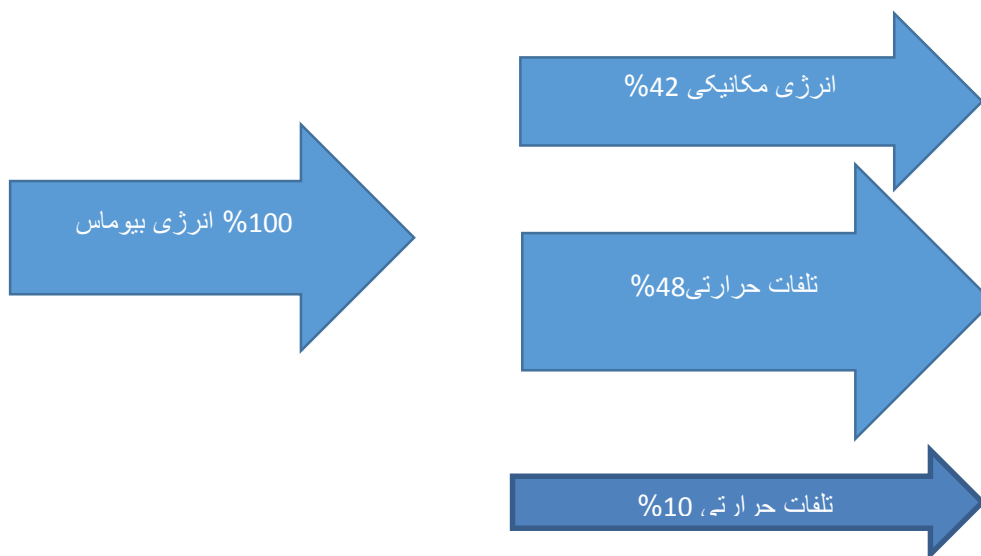 انرژی مکانیکی 42%
100% انرژی بیوماس
تلفات حرارتی48%
تلفات حرارتی 10%